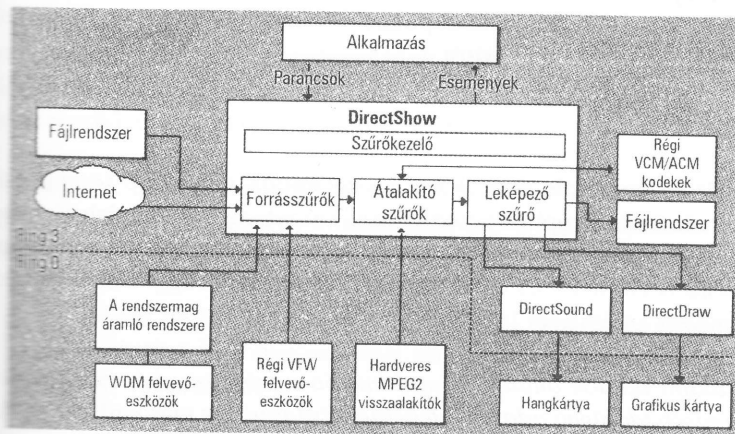 Alkalmazás
Parancsok
Események
DirectShow
Szűrőkezelő
Fájlrendszer
Internet
Forrásszűrők
Átalakító
szűrők
Leképező
szűrő
Régi
VCM/ACM
kodekek
Fájlrendszer
Ring 3
Ring 0
A rendszermag
áramló rendszere
WDM felvevő-
eszközök
Régi VFW
felvevő-
eszközök
Hardveres
MPEG2
visszaalakítók
DirectSound
DirectDraw
Hangkártya
Grafikus kártya